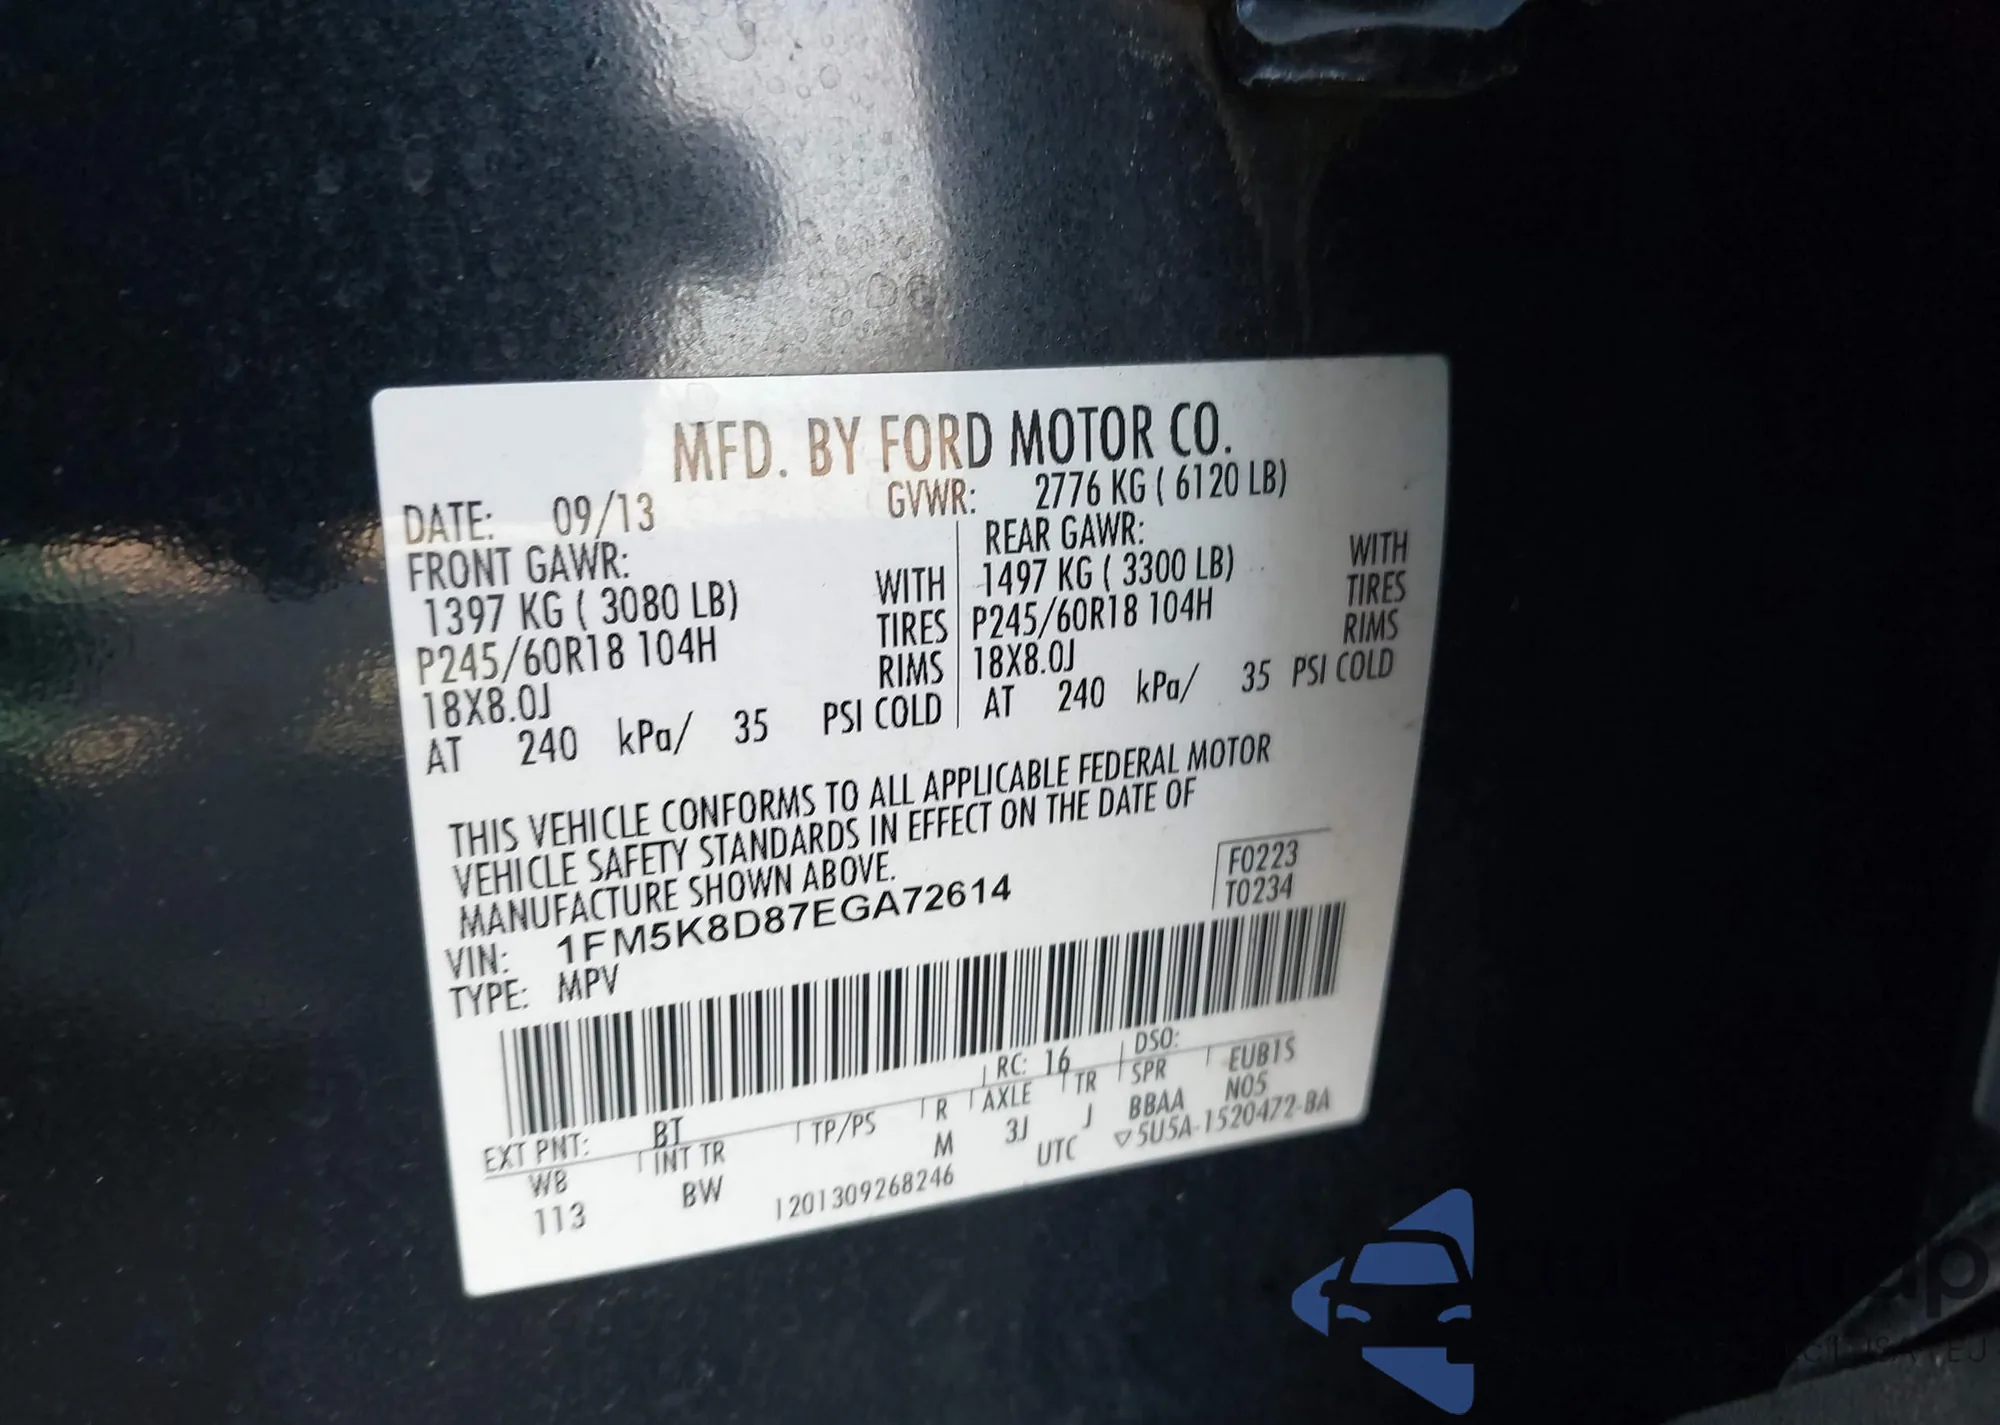 MFD. BY FORD MOTOR CO.
DATE: 09/13 GVWR: 2776 KG ( 6120 LB)
FRONT GAWR: REAR GAWR:
1397 KG ( 3080 LB) WITH 1497 KG ( 3300 LB) WITH
P245/60R18 104H TIRES P245/60R18 104H TIRES
18X8.0J RIMS 18X8.0J RIMS
AT 240 kPa/ 35 PSI COLD AT 240 kPa/ 35 PSI COLD
THIS VEHICLE CONFORMS TO ALL APPLICABLE FEDERAL MOTOR
VEHICLE SAFETY STANDARDS IN EFFECT ON THE DATE OF
MANUFACTURE SHOWN ABOVE.
F0223
T0234
VIN: 1FM5K8D87EGA72614
TYPE: MPV
EXT PNT: BT RC: 16 DSO:
WB INT TR TP/PS R AXLE TR SPR EUB1S
113 BW M 3J J BBAA N05
1201309268246 UTC ▽5U5A-1520472-BA